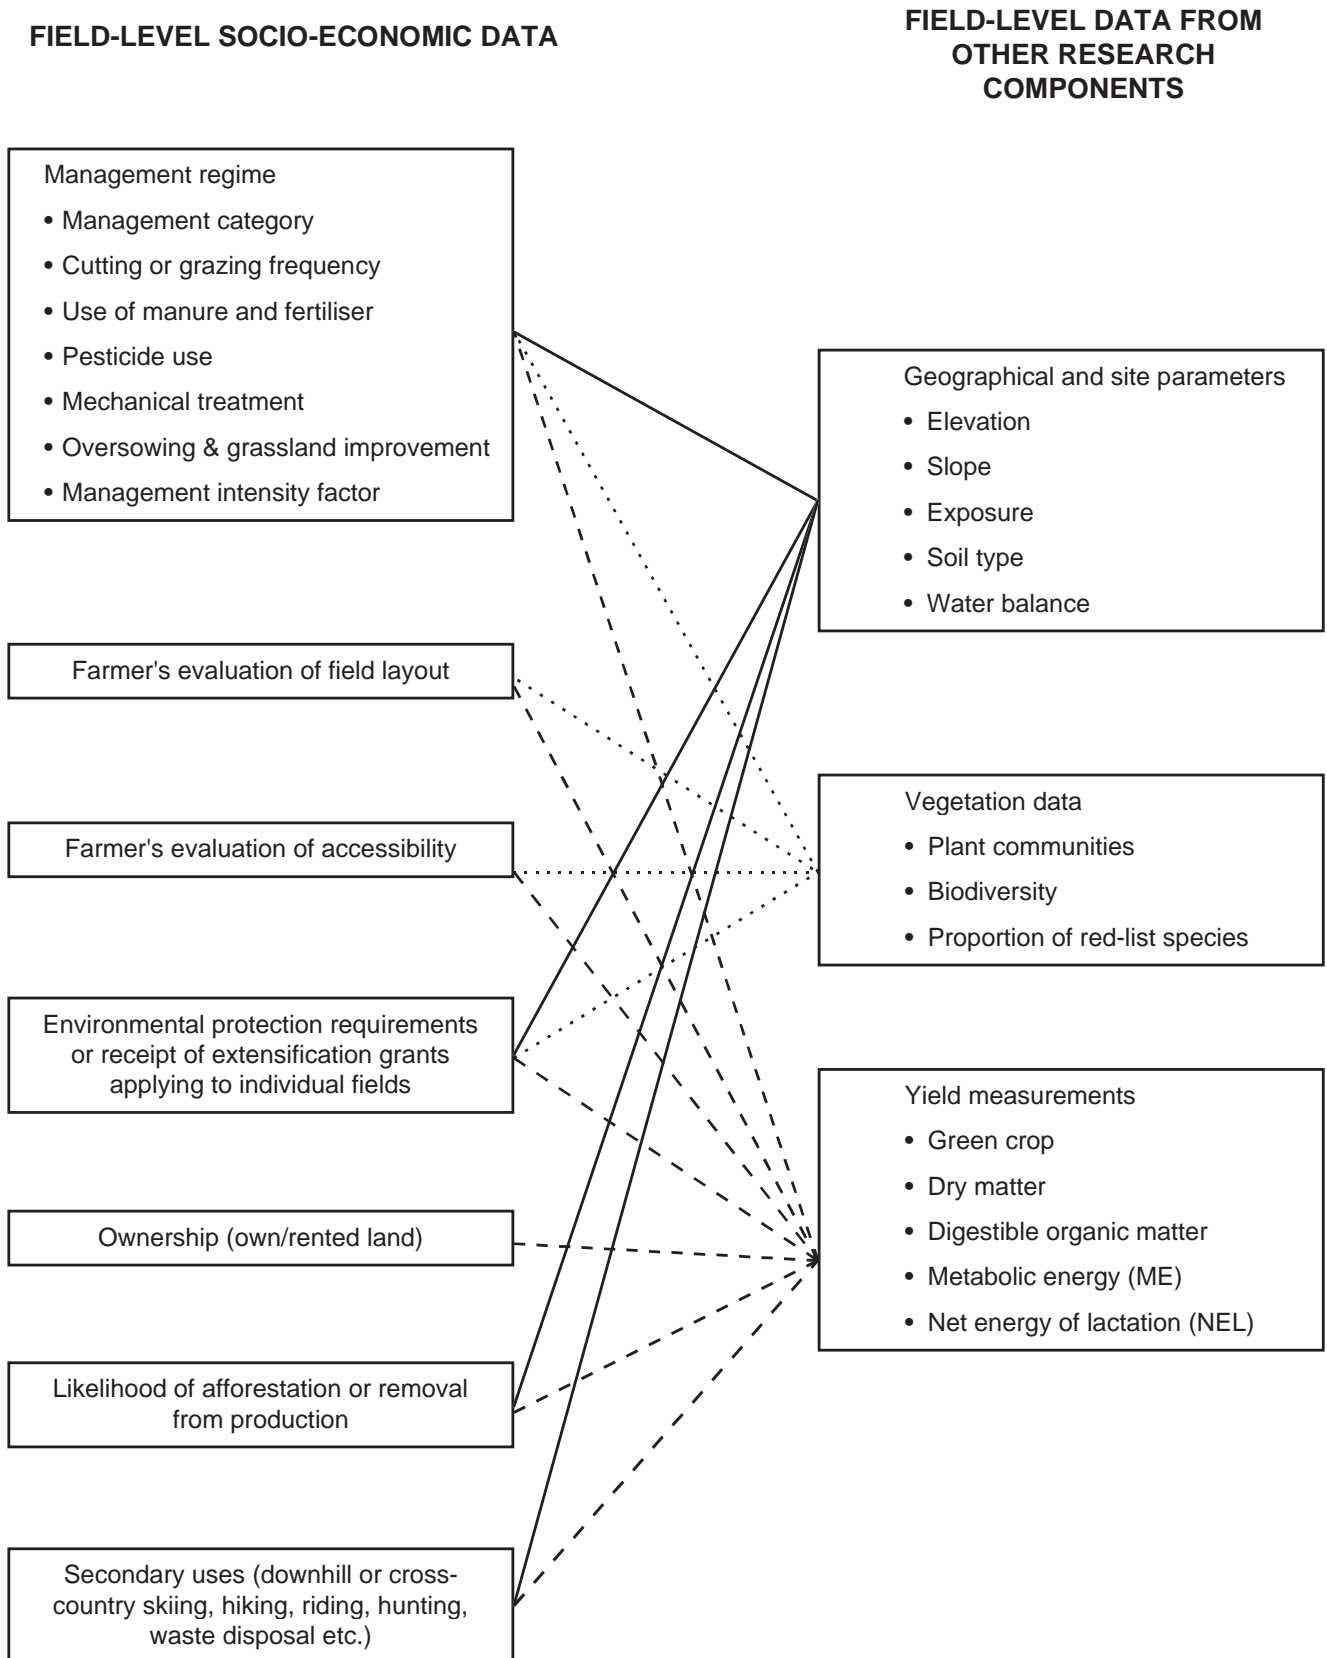 FIELD-LEVEL SOCIO-ECONOMIC DATA
FIELD-LEVEL DATA FROM
OTHER RESEARCH
COMPONENTS
Management regime
• Management category
• Cutting or grazing frequency
• Use of manure and fertiliser
• Pesticide use
• Mechanical treatment
• Oversowing & grassland improvement
• Management intensity factor
Farmer's evaluation of field layout
Farmer's evaluation of accessibility
Environmental protection requirements
or receipt of extensification grants
applying to individual fields
Ownership (own/rented land)
Likelihood of afforestation or removal
from production
Secondary uses (downhill or cross-
country skiing, hiking, riding, hunting,
waste disposal etc.)
Geographical and site parameters
• Elevation
• Slope
• Exposure
• Soil type
• Water balance
Vegetation data
• Plant communities
• Biodiversity
• Proportion of red-list species
Yield measurements
• Green crop
• Dry matter
• Digestible organic matter
• Metabolic energy (ME)
• Net energy of lactation (NEL)